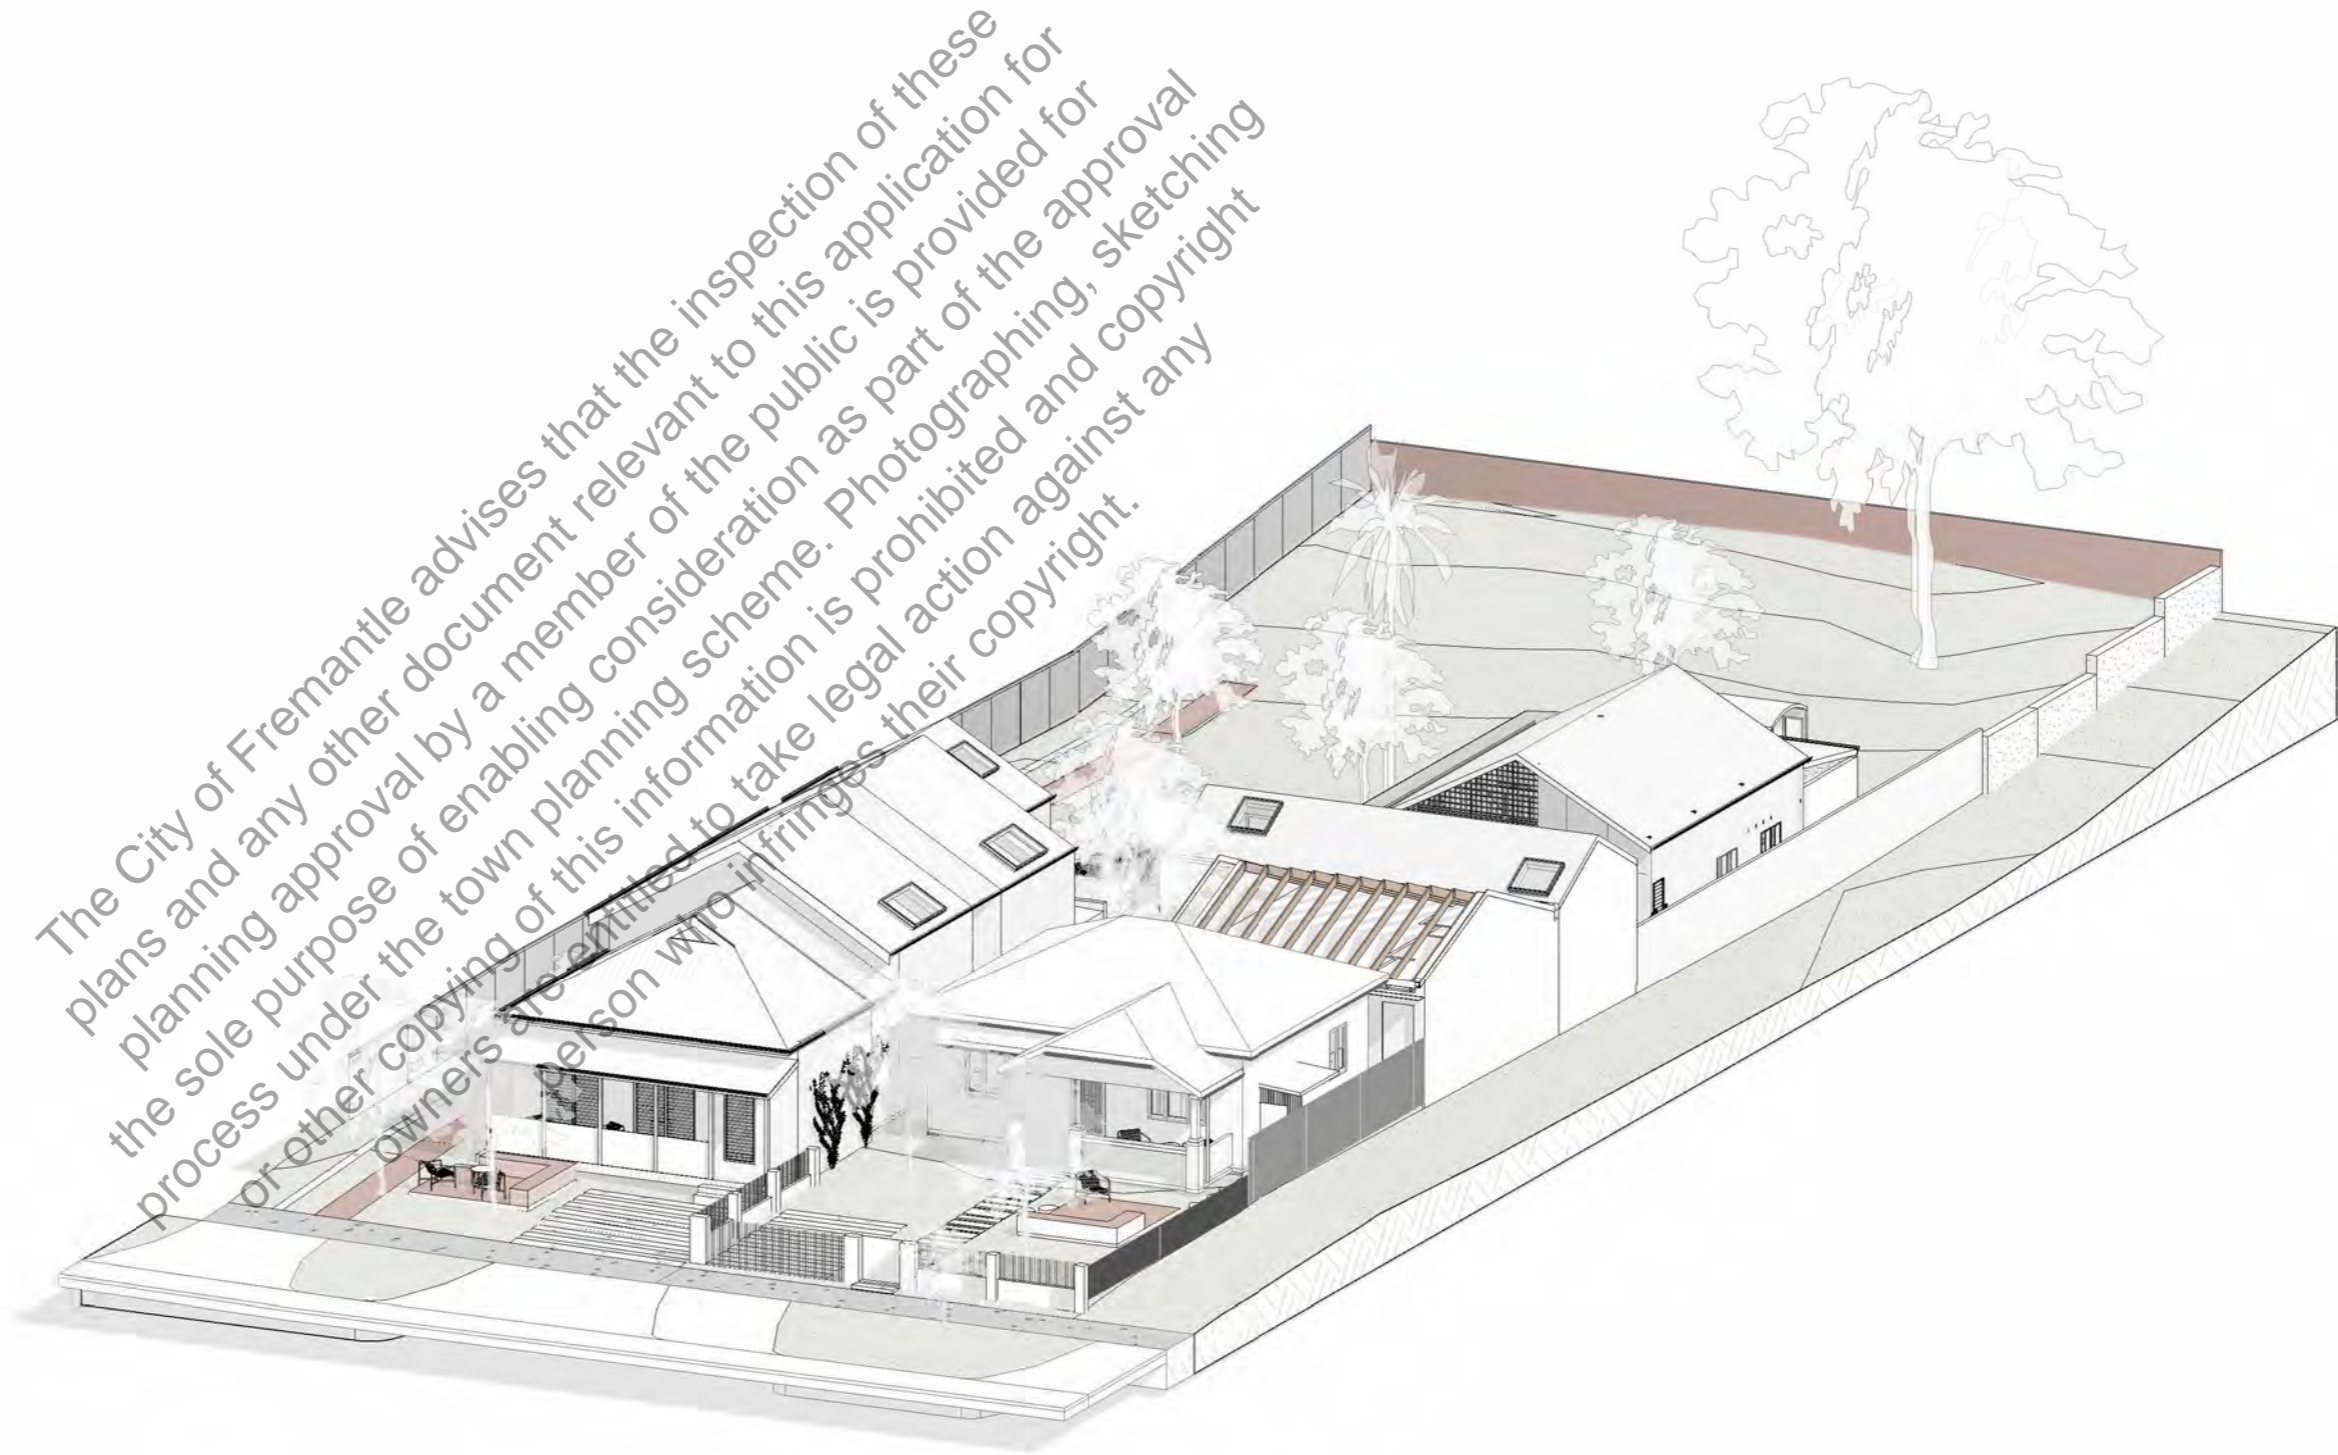 The City of Fremantle advises that the inspection of these
plans and any other document relevant to this application for
planning approval by a member of the public is provided for
the sole purpose of enabling consideration as part of the approval
process under the town planning scheme. Photographing, sketching
or other copying of this information is prohibited and copyright
owners are entitled to take legal action against any
person who infringes their copyright.